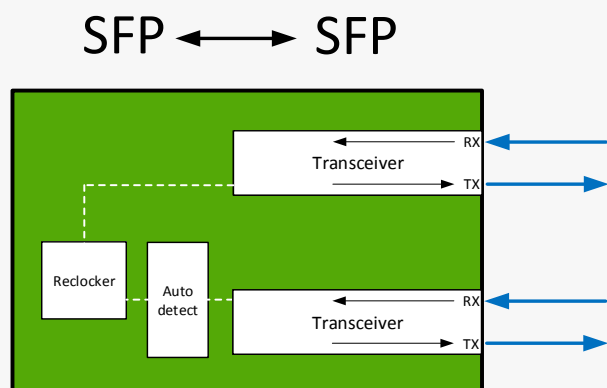 SFP SFP
RX
Transceiver
TX
Reclocker
Auto
detect
RX
Transceiver
TX